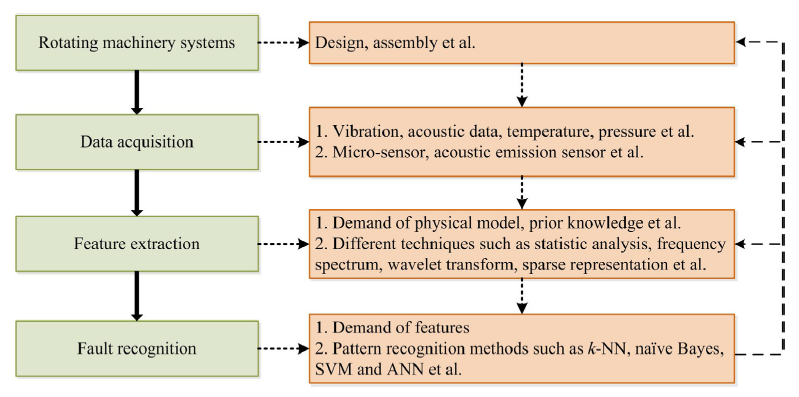 Rotating machinery systems
Design, assembly et al.
Data acquisition
1. Vibration, acoustic data, temperature, pressure et al.
2. Micro-sensor, acoustic emission sensor et al.
Feature extraction
1. Demand of physical model, prior knowledge et al.
2. Different techniques such as statistic analysis, frequency
spectrum, wavelet transform, sparse representation et al.
Fault recognition
1. Demand of features
2. Pattern recognition methods such as k-NN, naïve Bayes,
SVM and ANN et al.